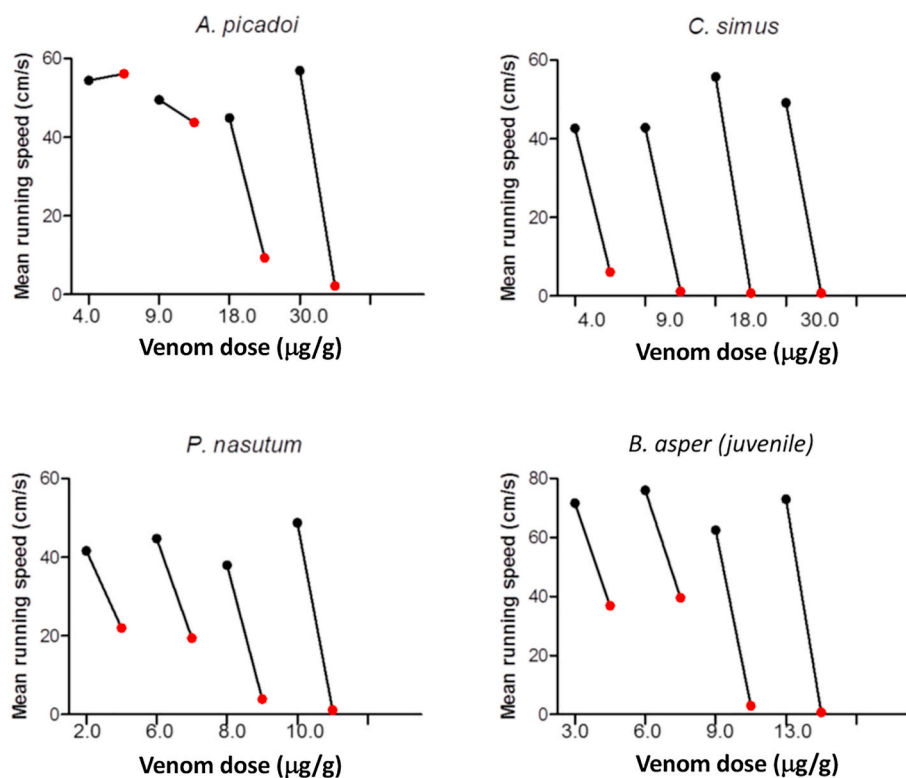 A. picadoi
Mean running speed (cm/s)
60
40
20
0
4.0 9.0 18.0 30.0
Venom dose (μg/g)
C. simus
Mean running speed (cm/s)
60
40
20
0
4.0 9.0 18.0 30.0
Venom dose (μg/g)
P. nasutum
Mean running speed (cm/s)
60
40
20
0
2.0 6.0 8.0 10.0
Venom dose (μg/g)
B. asper (juvenile)
Mean running speed (cm/s)
80
60
40
20
0
3.0 6.0 9.0 13.0
Venom dose (μg/g)